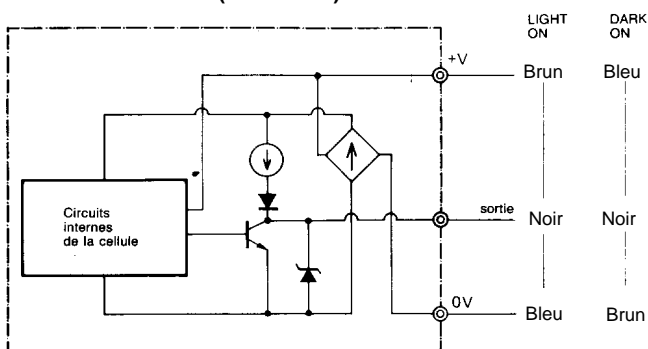 LIGHT ON
DARK ON
+V
Brun
Bleu
Circuits
internes
de la cellule
sortie
Noir
Noir
0V
Bleu
Brun